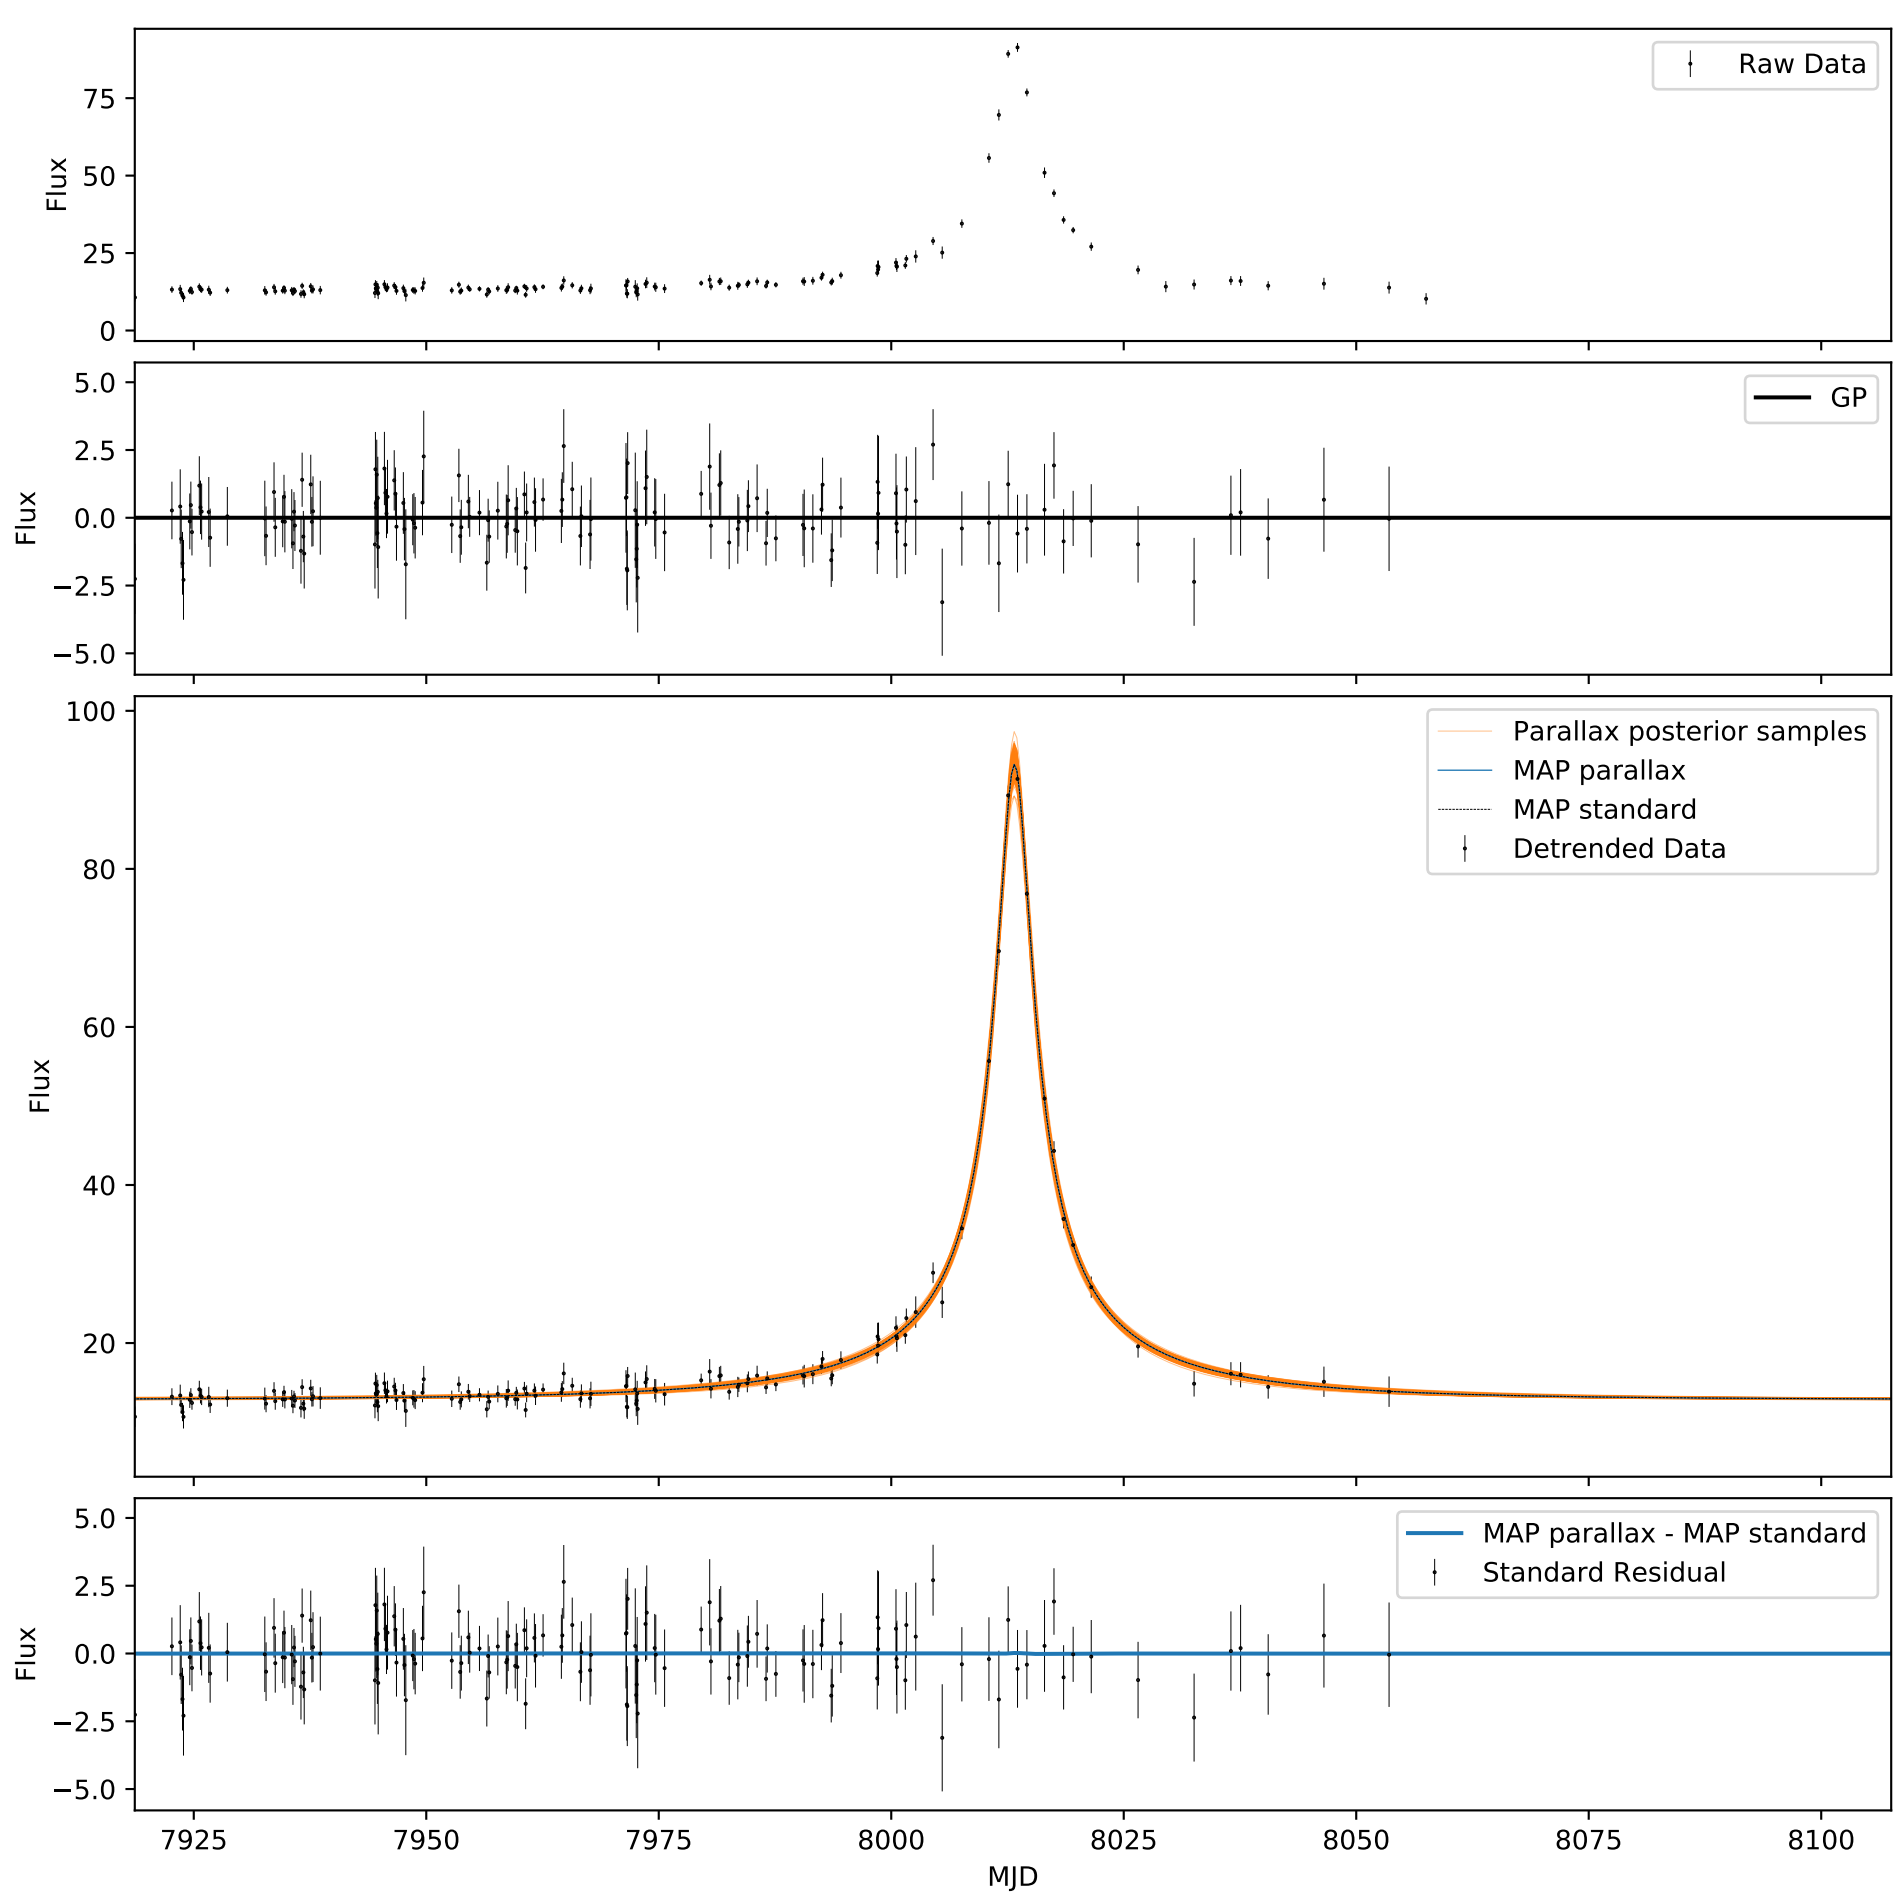 Flux
75
50
25
0
Raw Data
Flux
5.0
2.5
0.0
−2.5
−5.0
GP
Flux
100
80
60
40
20
Parallax posterior samples
MAP parallax
MAP standard
Detrended Data
Flux
5.0
2.5
0.0
−2.5
−5.0
MAP parallax - MAP standard
Standard Residual
7925 7950 7975 8000 8025 8050 8075 8100
MJD